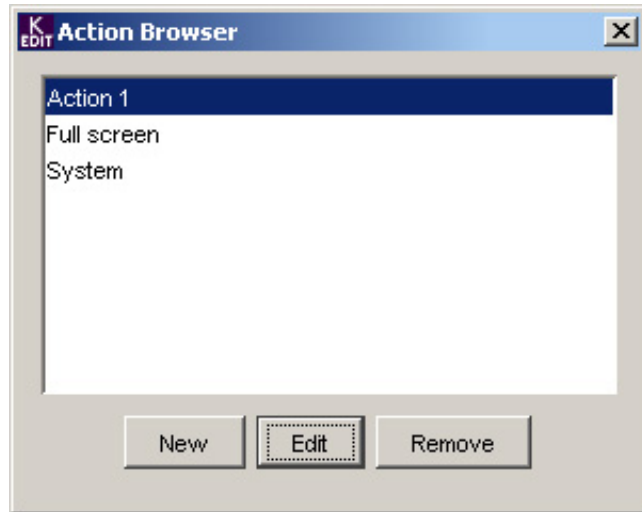 K
EDIT Action Browser
Action 1
Full screen
System
New Edit Remove